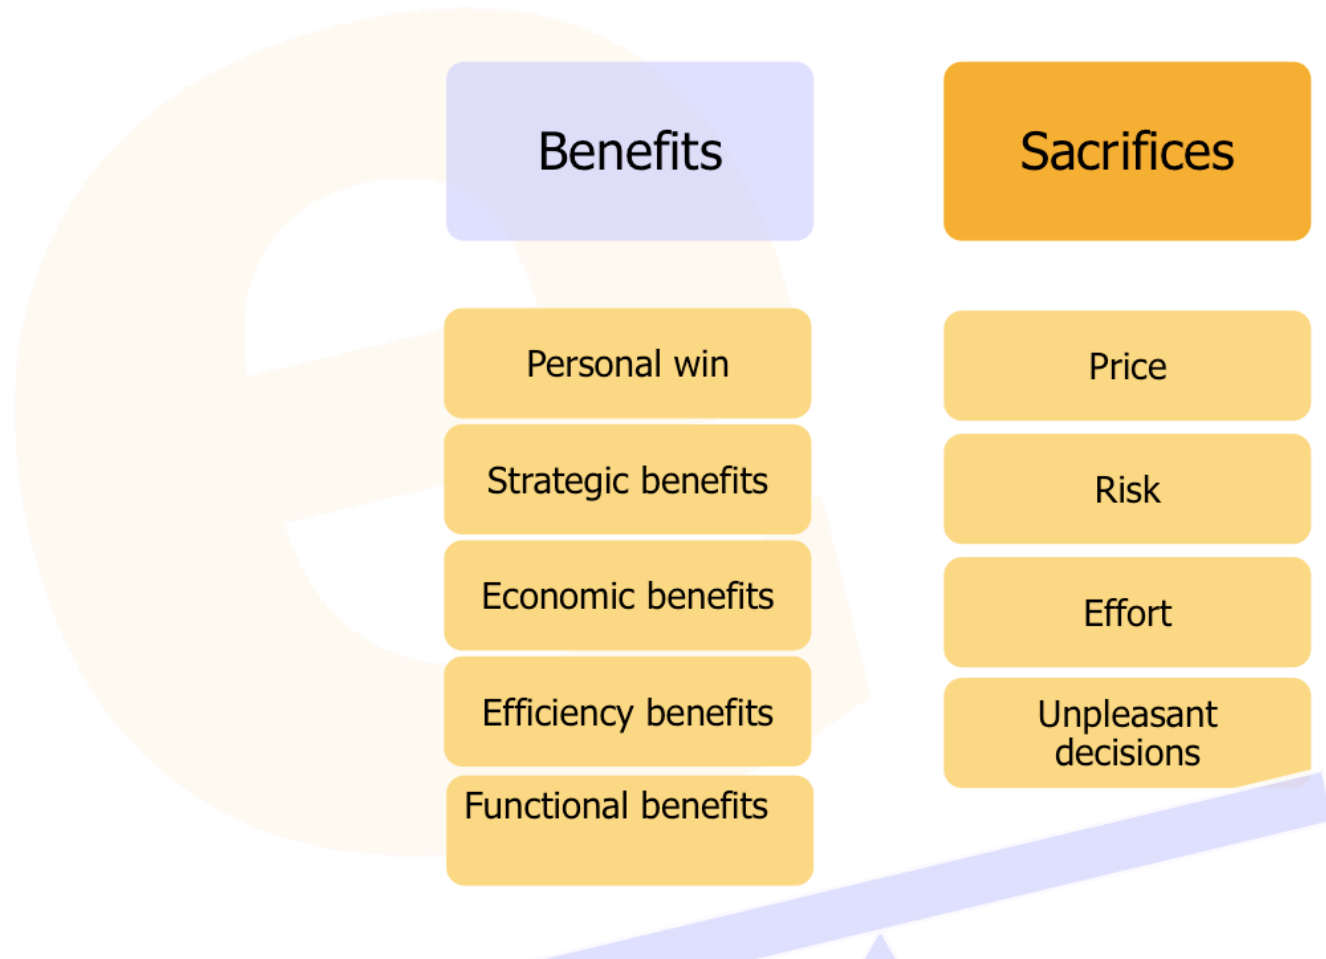 Benefits
Sacrifices
Personal win
Strategic benefits
Economic benefits
Efficiency benefits
Functional benefits
Price
Risk
Effort
Unpleasant
decisions